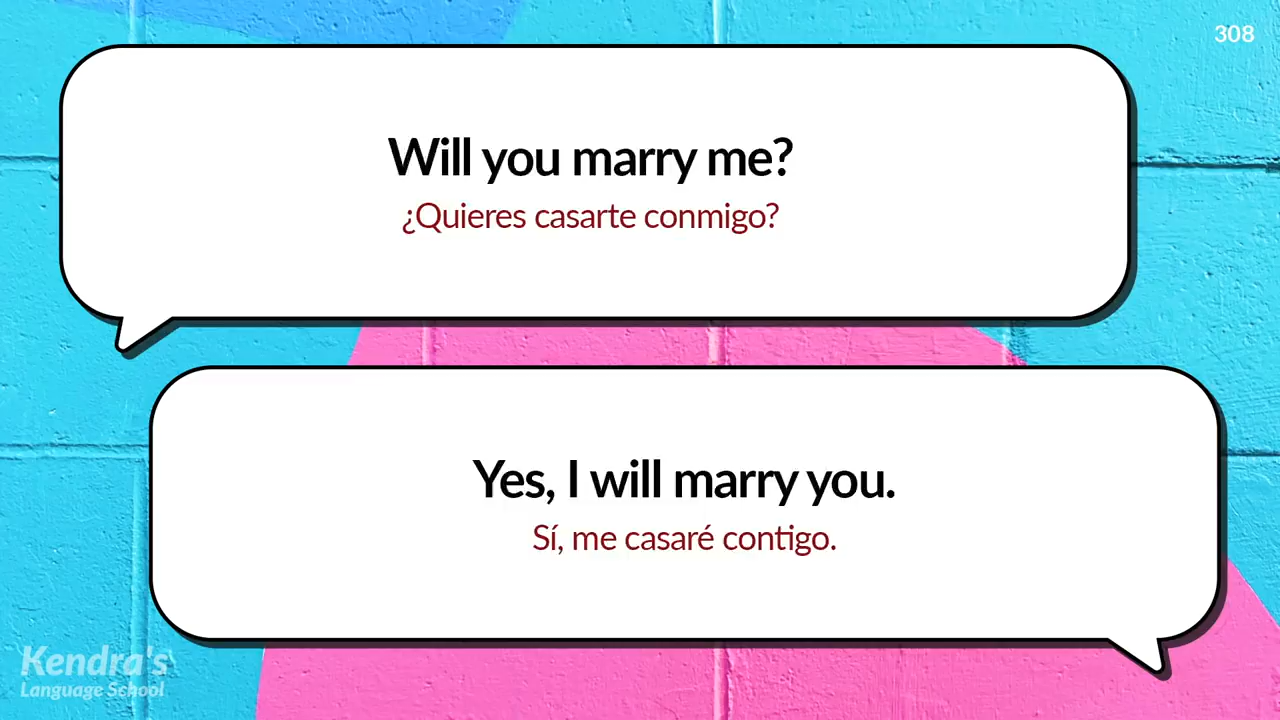 308
Will you marry me?
¿Quieres casarte conmigo?
Yes, I will marry you.
Sí, me casaré contigo.
Kendra's
Language School